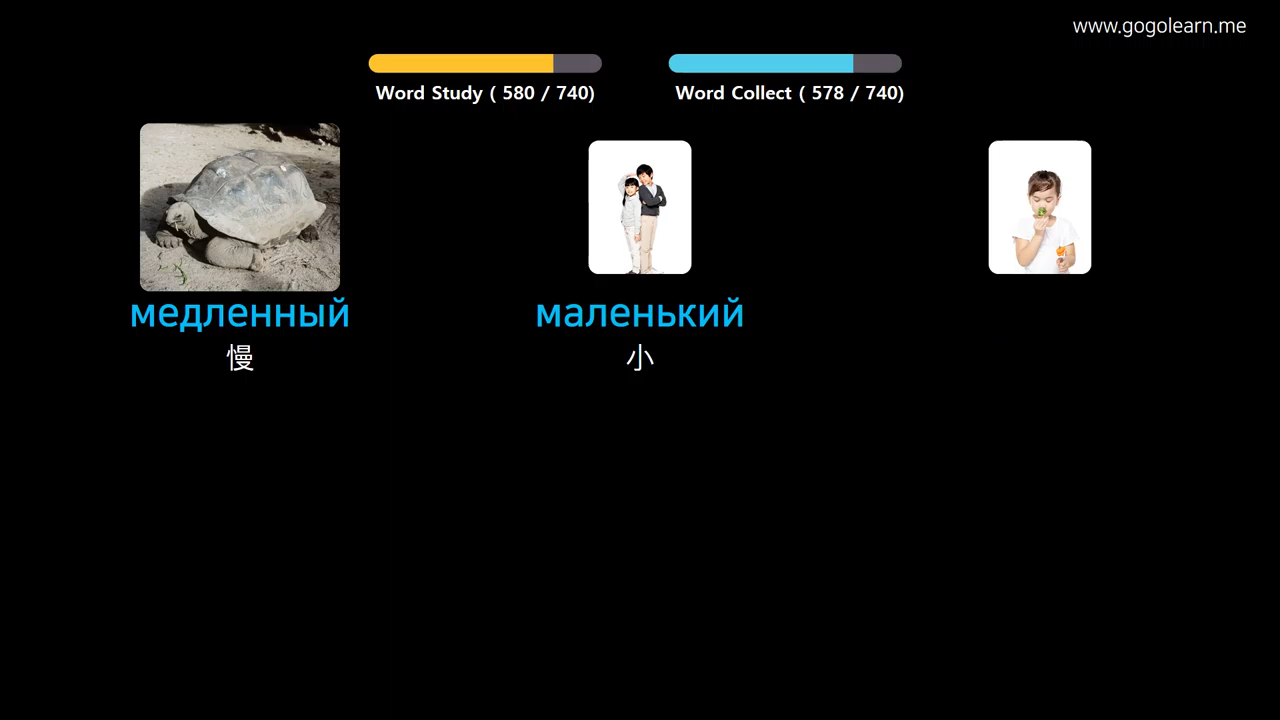 www.gogolearn.me
Word Study ( 580 / 740)
Word Collect ( 578 / 740)
медленный
慢
маленький
小